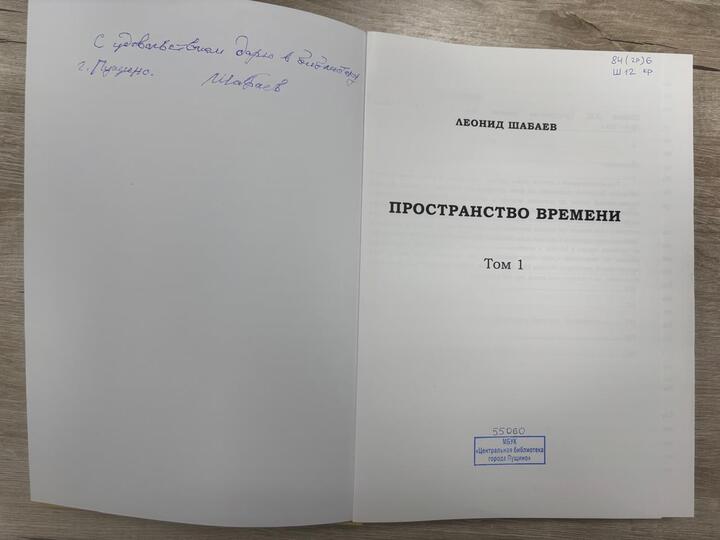 С удовольствием дарю в библиотеку
г. Пущино. Шабаев
84(2Р)6
Ш12 кр
ЛЕОНИД ШАБАЕВ
ПРОСТРАНСТВО ВРЕМЕНИ
Том 1
55060
МБУК
«Центральная библиотека
города Пущино»